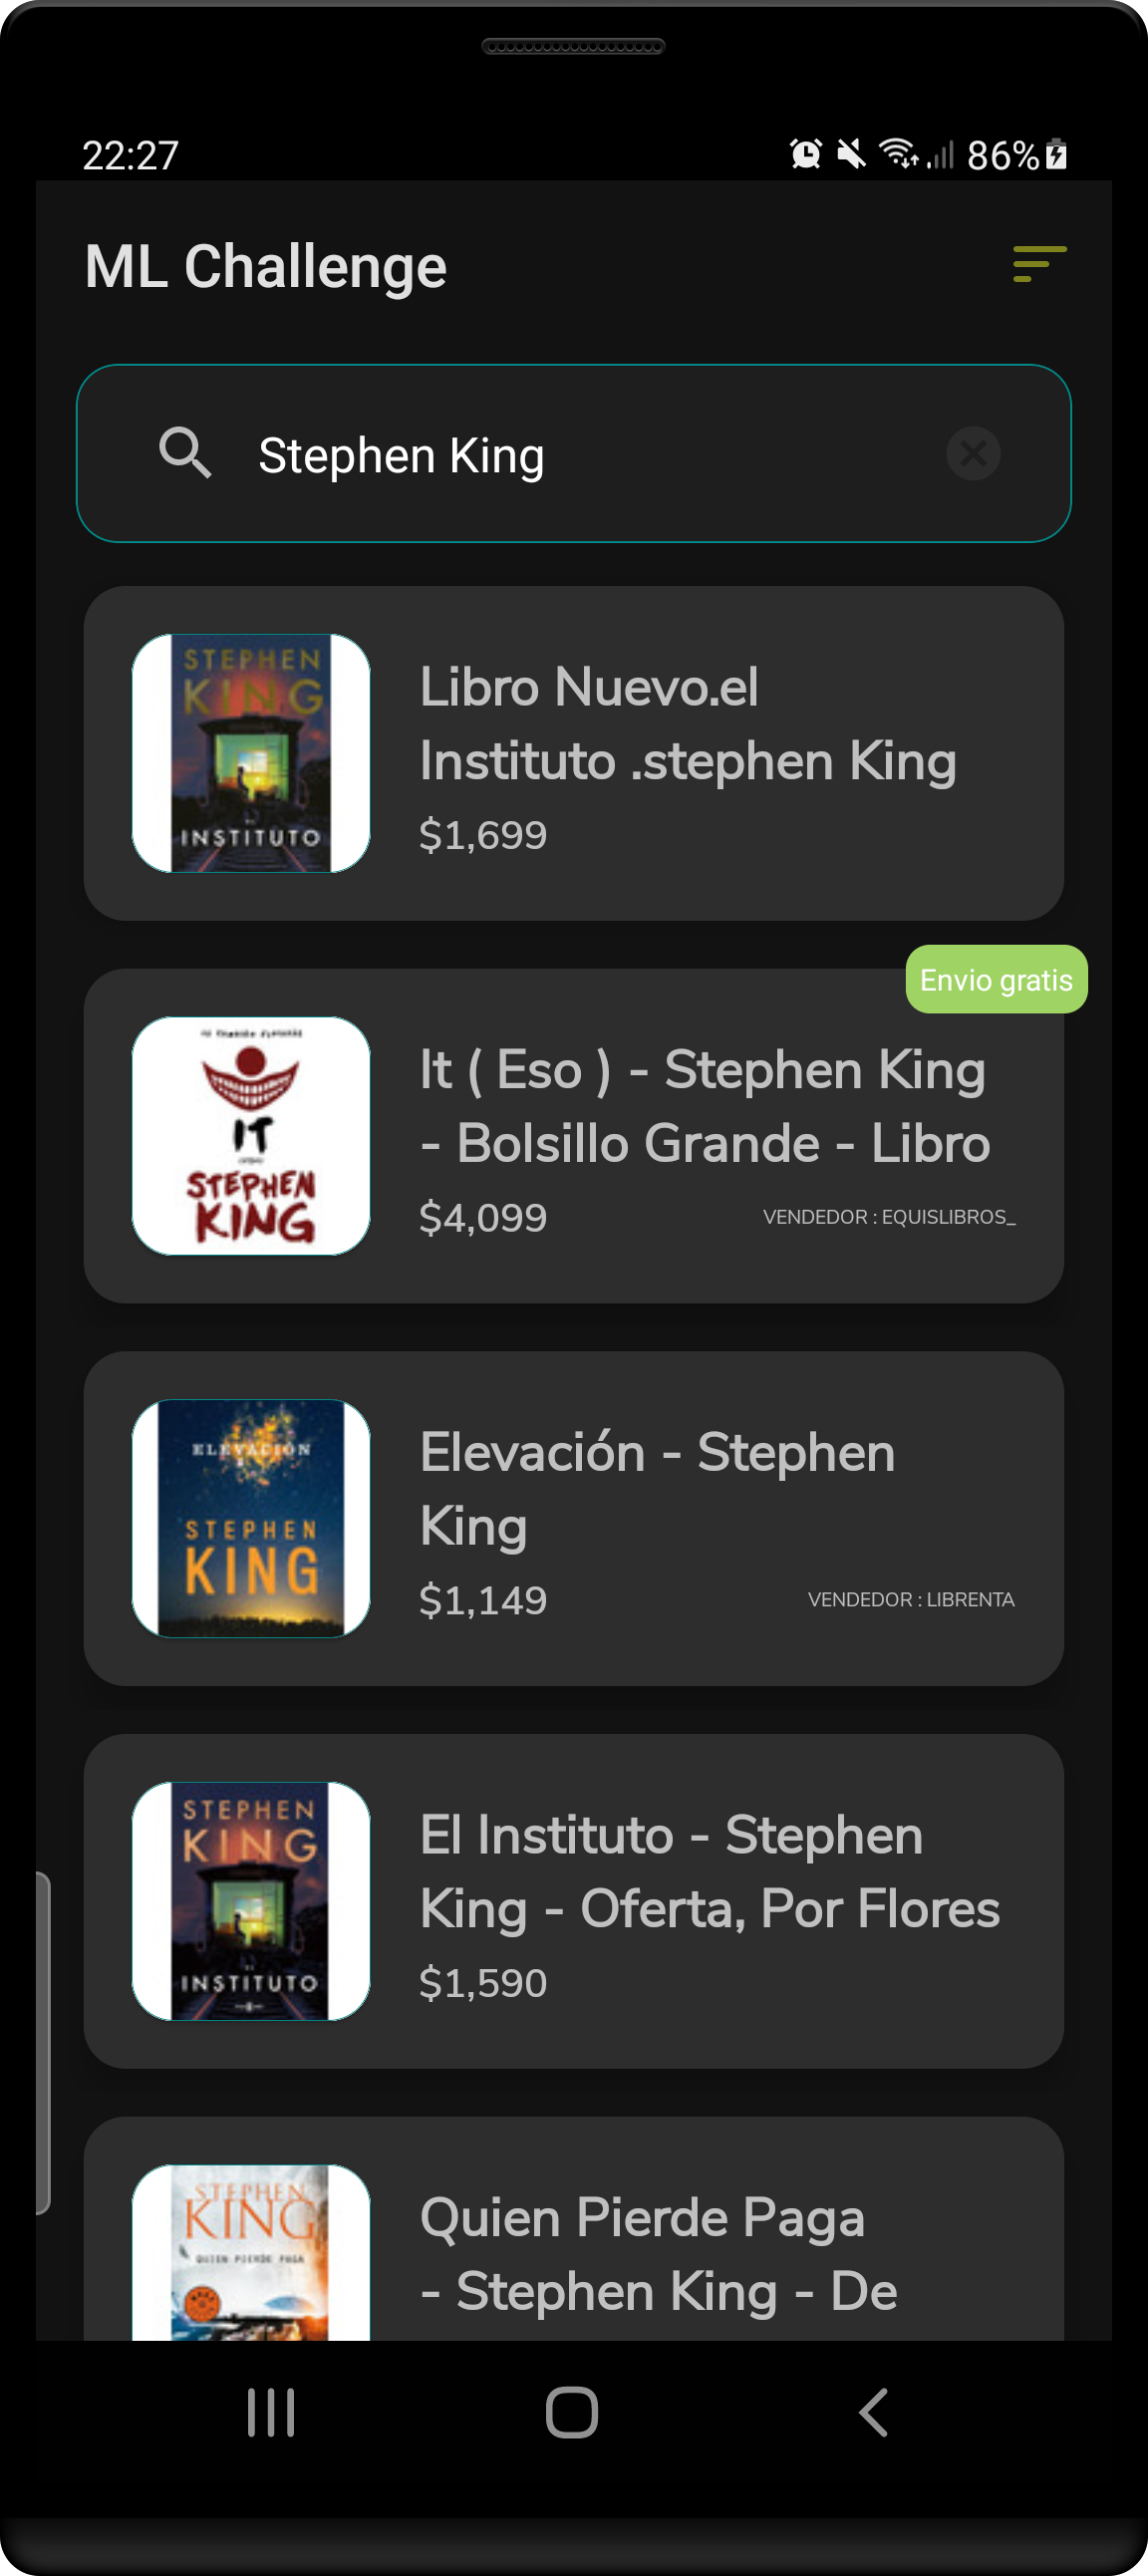 22:27
86%
ML Challenge
Stephen King
STEPHEN
KING
INSTITUTO
Libro Nuevo.el
Instituto .stephen King
$1,699
Envio gratis
IT
STEPHEN
KING
It ( Eso ) - Stephen King
- Bolsillo Grande - Libro
$4,099
VENDEDOR : EQUISLIBROS_
ELEVACIÓN
STEPHEN
KING
Elevación - Stephen
King
$1,149
VENDEDOR : LIBRENTA
STEPHEN
KING
INSTITUTO
El Instituto - Stephen
King - Oferta, Por Flores
$1,590
STEPHEN
KING
QUIEN PIERDE PAGA
Quien Pierde Paga
- Stephen King - De